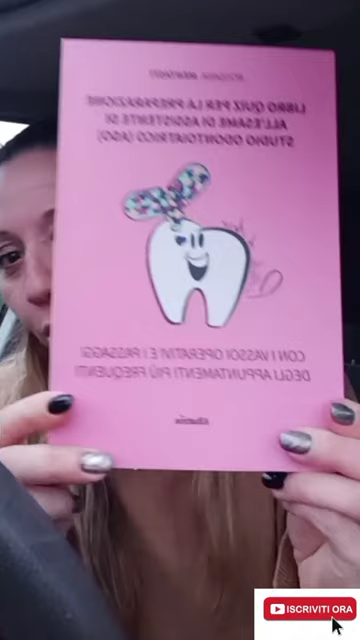 LIBRO QUIZ PER LA PREPARAZIONE
ALL'ESAME DI ASSISTENTE DI
STUDIO ODONTOIATRICO (ASO)
CON I VASSOI OPERATIVI E I PASSAGGI
DEGLI APPUNTAMENTI PIÙ FREQUENTI
ISCRIVITI ORA